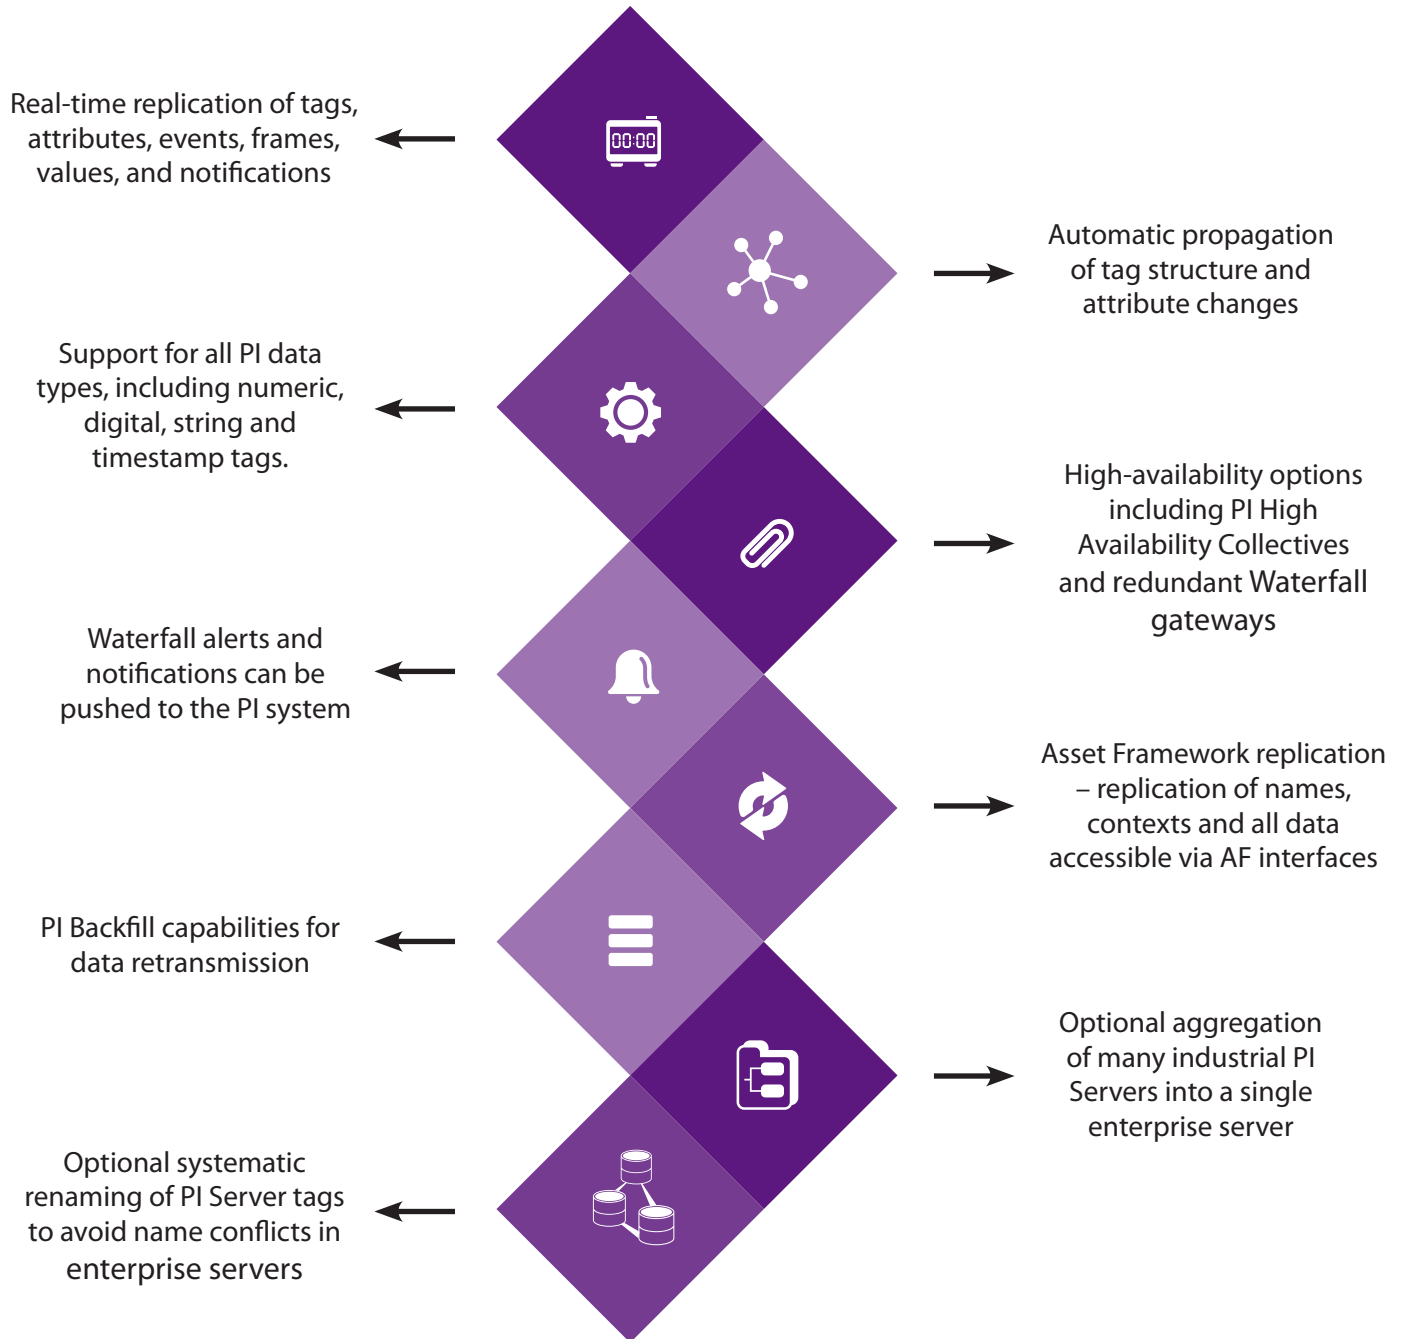 Real-time replication of tags,
attributes, events, frames,
values, and notifications
00:00
Automatic propagation
of tag structure and
attribute changes
Support for all PI data
types, including numeric,
digital, string and
timestamp tags.
High-availability options
including PI High
Availability Collectives
and redundant Waterfall
gateways
Waterfall alerts and
notifications can be
pushed to the PI system
Asset Framework replication
– replication of names,
contexts and all data
accessible via AF interfaces
PI Backfill capabilities for
data retransmission
Optional aggregation
of many industrial PI
Servers into a single
enterprise server
Optional systematic
renaming of PI Server tags
to avoid name conflicts in
enterprise servers